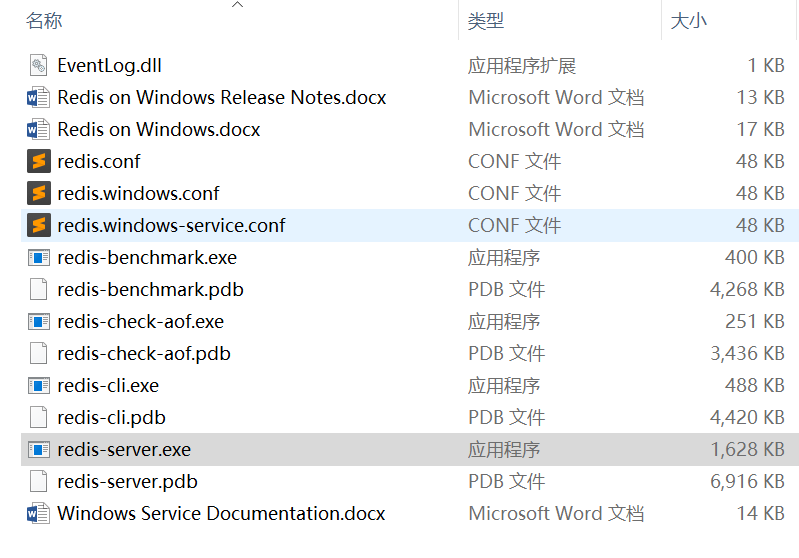 名称 类型 大小
EventLog.dll 应用程序扩展 1 KB
Redis on Windows Release Notes.docx Microsoft Word 文档 13 KB
Redis on Windows.docx Microsoft Word 文档 17 KB
redis.conf CONF 文件 48 KB
redis.windows.conf CONF 文件 48 KB
redis.windows-service.conf CONF 文件 48 KB
redis-benchmark.exe 应用程序 400 KB
redis-benchmark.pdb PDB 文件 4,268 KB
redis-check-aof.exe 应用程序 251 KB
redis-check-aof.pdb PDB 文件 3,436 KB
redis-cli.exe 应用程序 488 KB
redis-cli.pdb PDB 文件 4,420 KB
redis-server.exe 应用程序 1,628 KB
redis-server.pdb PDB 文件 6,916 KB
Windows Service Documentation.docx Microsoft Word 文档 14 KB